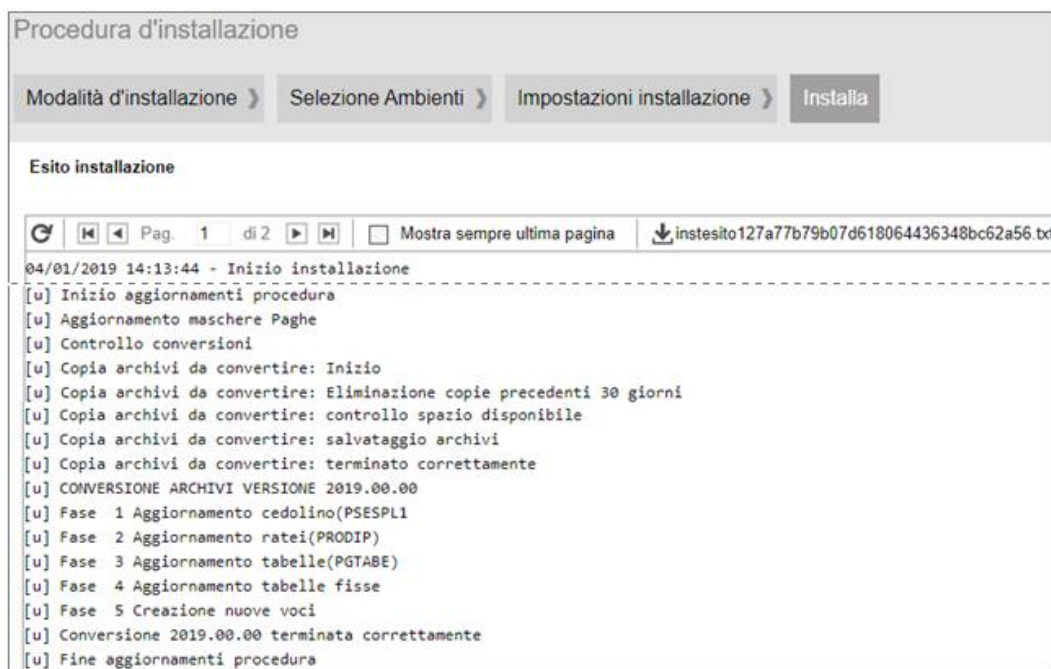 Procedura d'installazione
Modalità d'installazione ❯ Selezione Ambienti ❯ Impostazioni installazione ❯ Installa
Esito installazione
Pag. 1 di 2 Mostra sempre ultima pagina instesito127a77b79b07d618064436348bc62a56.txt
04/01/2019 14:13:44 - Inizio installazione
[u] Inizio aggiornamenti procedura
[u] Aggiornamento maschere Paghe
[u] Controllo conversioni
[u] Copia archivi da convertire: Inizio
[u] Copia archivi da convertire: Eliminazione copie precedenti 30 giorni
[u] Copia archivi da convertire: controllo spazio disponibile
[u] Copia archivi da convertire: salvataggio archivi
[u] Copia archivi da convertire: terminato correttamente
[u] CONVERSIONE ARCHIVI VERSIONE 2019.00.00
[u] Fase 1 Aggiornamento cedolino(PSESPL1
[u] Fase 2 Aggiornamento ratei(PRODIP)
[u] Fase 3 Aggiornamento tabelle(PGTABE)
[u] Fase 4 Aggiornamento tabelle fisse
[u] Fase 5 Creazione nuove voci
[u] Conversione 2019.00.00 terminata correttamente
[u] Fine aggiornamenti procedura